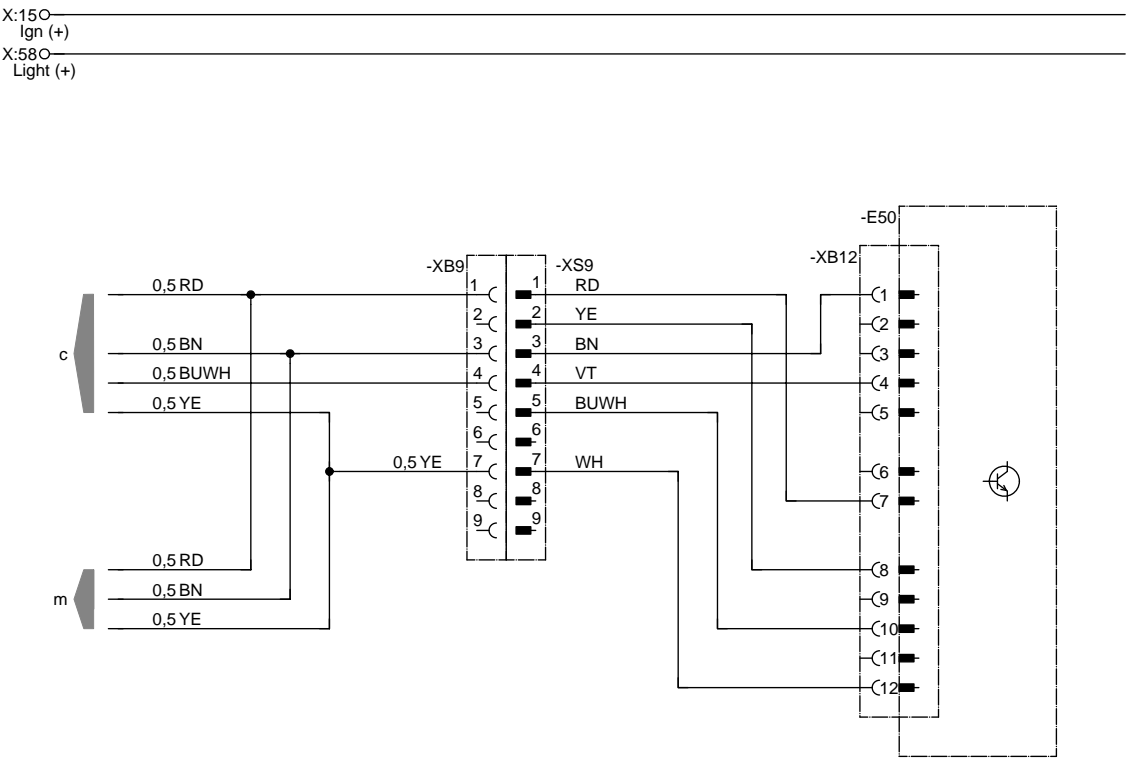 X:15
Ign (+)
X:58
Light (+)
-E50
-XB12
-XB9
-XS9
0,5 RD
1
1
RD
1
2
2
YE
2
0,5 BN
3
3
BN
3
c
0,5 BUWH
4
4
VT
4
0,5 YE
5
5
BUWH
5
6
6
0,5 YE
7
7
WH
6
8
8
7
9
9
0,5 RD
8
m
0,5 BN
9
0,5 YE
10
11
12